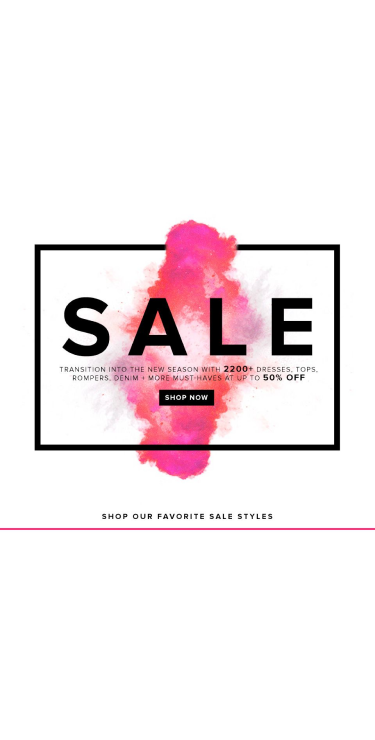 SALE
TRANSITION INTO THE NEW SEASON WITH 2200+ DRESSES, TOPS,
ROMPERS, DENIM + MORE MUST-HAVES AT UP TO 50% OFF
SHOP NOW
SHOP OUR FAVORITE SALE STYLES